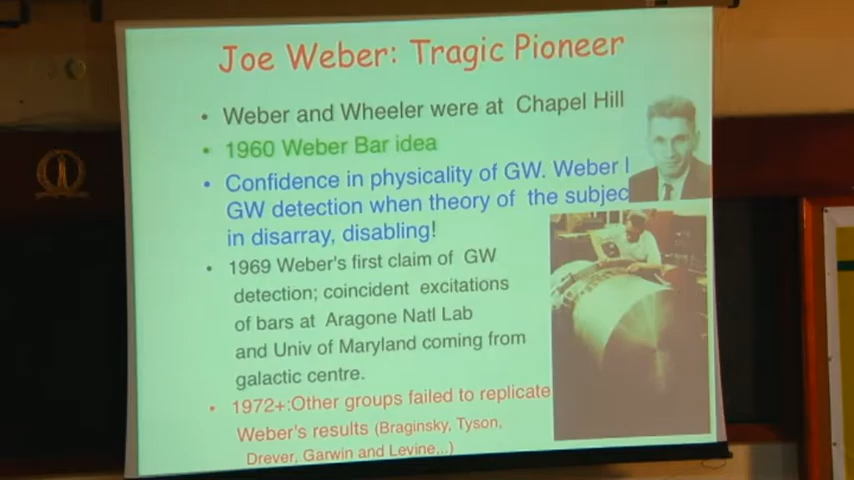 Joe Weber: Tragic Pioneer
• Weber and Wheeler were at Chapel Hill
• 1960 Weber Bar idea
• Confidence in physicality of GW. Weber
GW detection when theory of the subjec
in disarray, disabling!
• 1969 Weber's first claim of GW
detection; coincident excitations
of bars at Aragone Natl Lab
and Univ of Maryland coming from
galactic centre.
• 1972+:Other groups failed to replicate
Weber's results (Braginsky, Tyson,
Drever, Garwin and Levine,..)